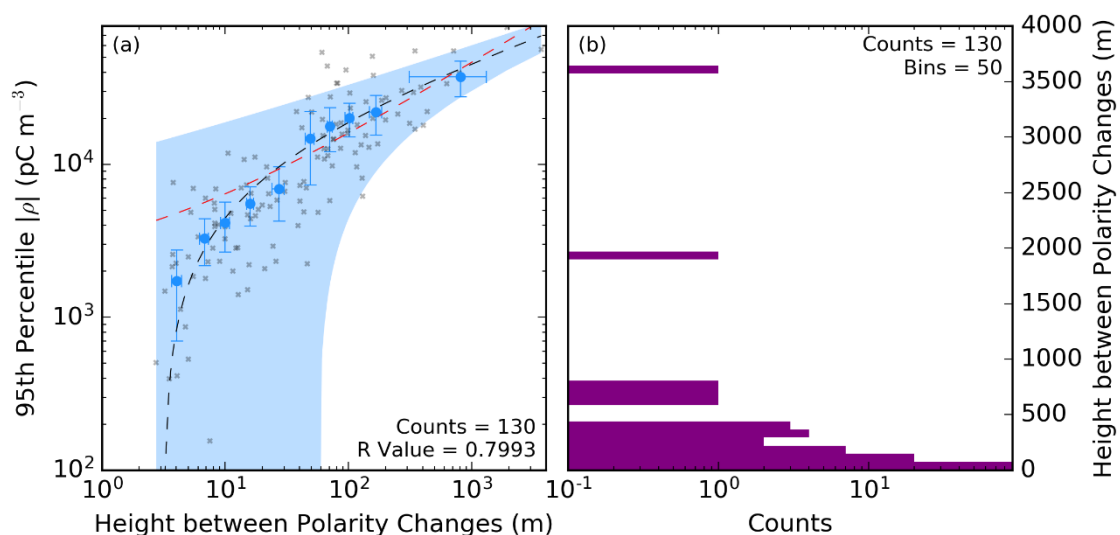 (a)
95th Percentile |ρ| (pC m⁻³)
10⁴
10³
10²
Counts = 130
R Value = 0.7993
10⁰ 10¹ 10² 10³
Height between Polarity Changes (m)
(b)
Counts = 130
Bins = 50
4000
3500
3000
2500
2000
1500
1000
500
0
Height between Polarity Changes (m)
10⁻¹ 10⁰ 10¹
Counts